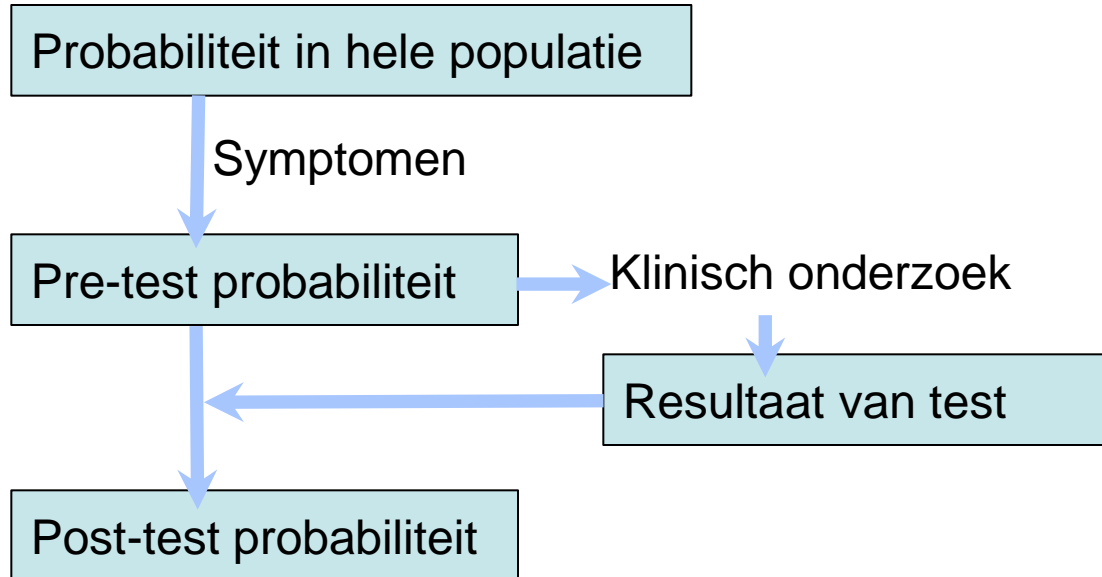 Probabiliteit in hele populatie
Symptomen
Pre-test probabiliteit
Klinisch onderzoek
Resultaat van test
Post-test probabiliteit